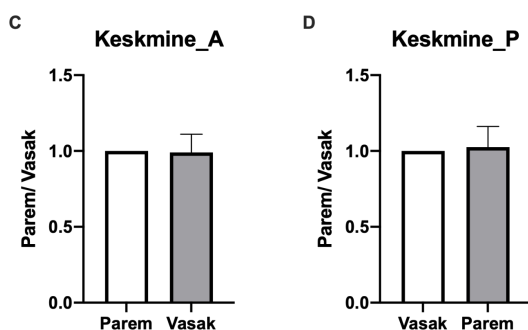 C
Keskmine_A
Parem/ Vasak
1.5
1.0
0.5
0.0
Parem Vasak
D
Keskmine_P
Parem/ Vasak
1.5
1.0
0.5
0.0
Vasak Parem